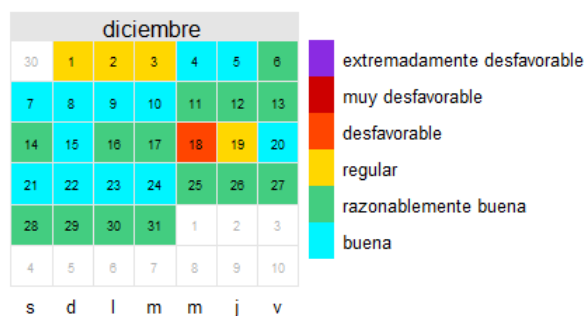 diciembre
30 1 2 3 4 5 6
7 8 9 10 11 12 13
14 15 16 17 18 19 20
21 22 23 24 25 26 27
28 29 30 31 1 2 3
4 5 6 7 8 9 10
s d l m m j v
extremadamente desfavorable
muy desfavorable
desfavorable
regular
razonablemente buena
buena